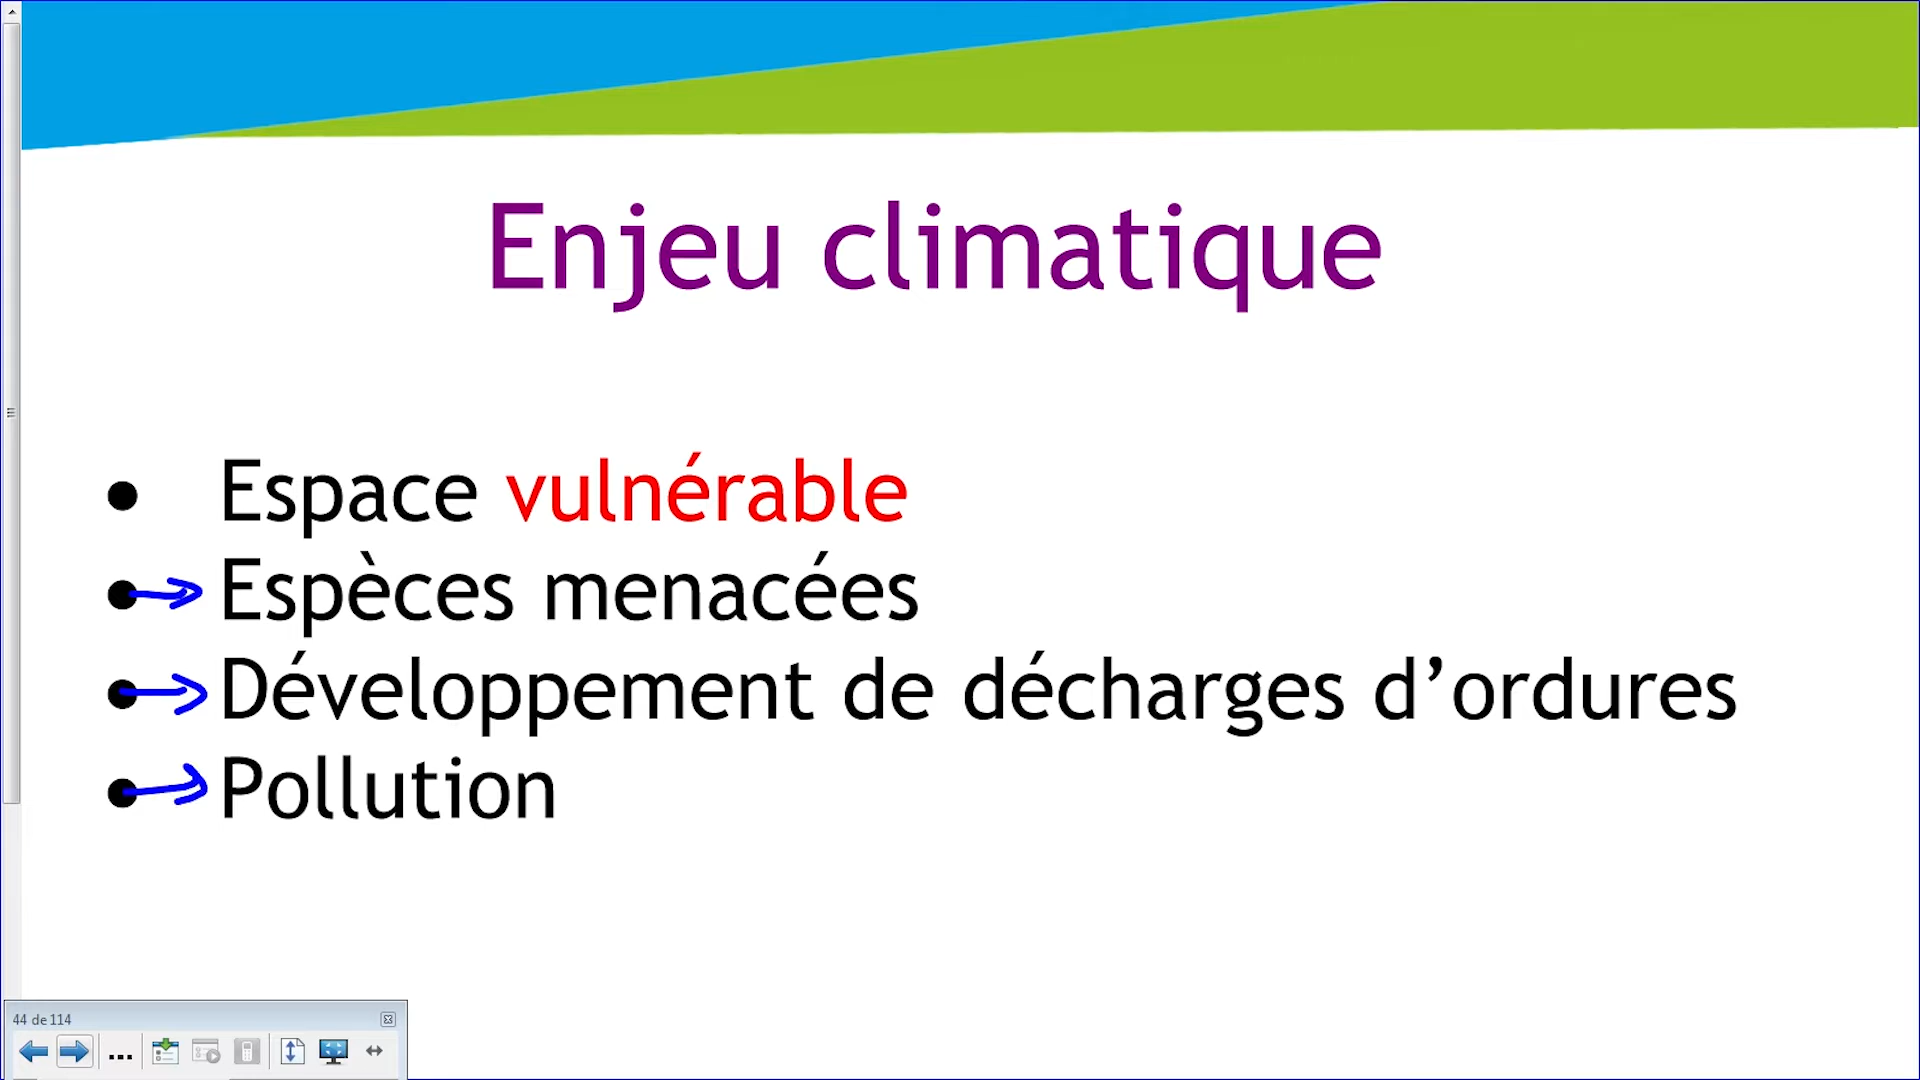 Enjeu climatique
• Espace vulnérable
• Espèces menacées
• Développement de décharges d’ordures
• Pollution
44 de 114